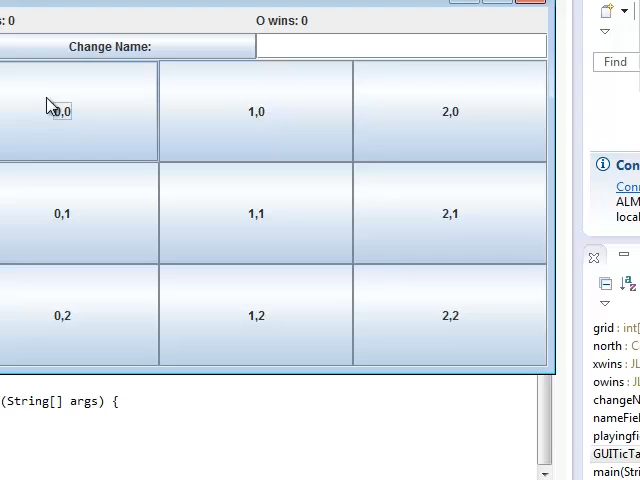 s: 0
O wins: 0
Change Name:
0,0
1,0
2,0
0,1
1,1
2,1
0,2
1,2
2,2
(String[] args) {
Find
Con
Conn
ALM
local
a
z
grid : int[
north : C
xwins : JL
owins : JL
changeN
nameFiel
playingfi
GUITicTa
main(Stri